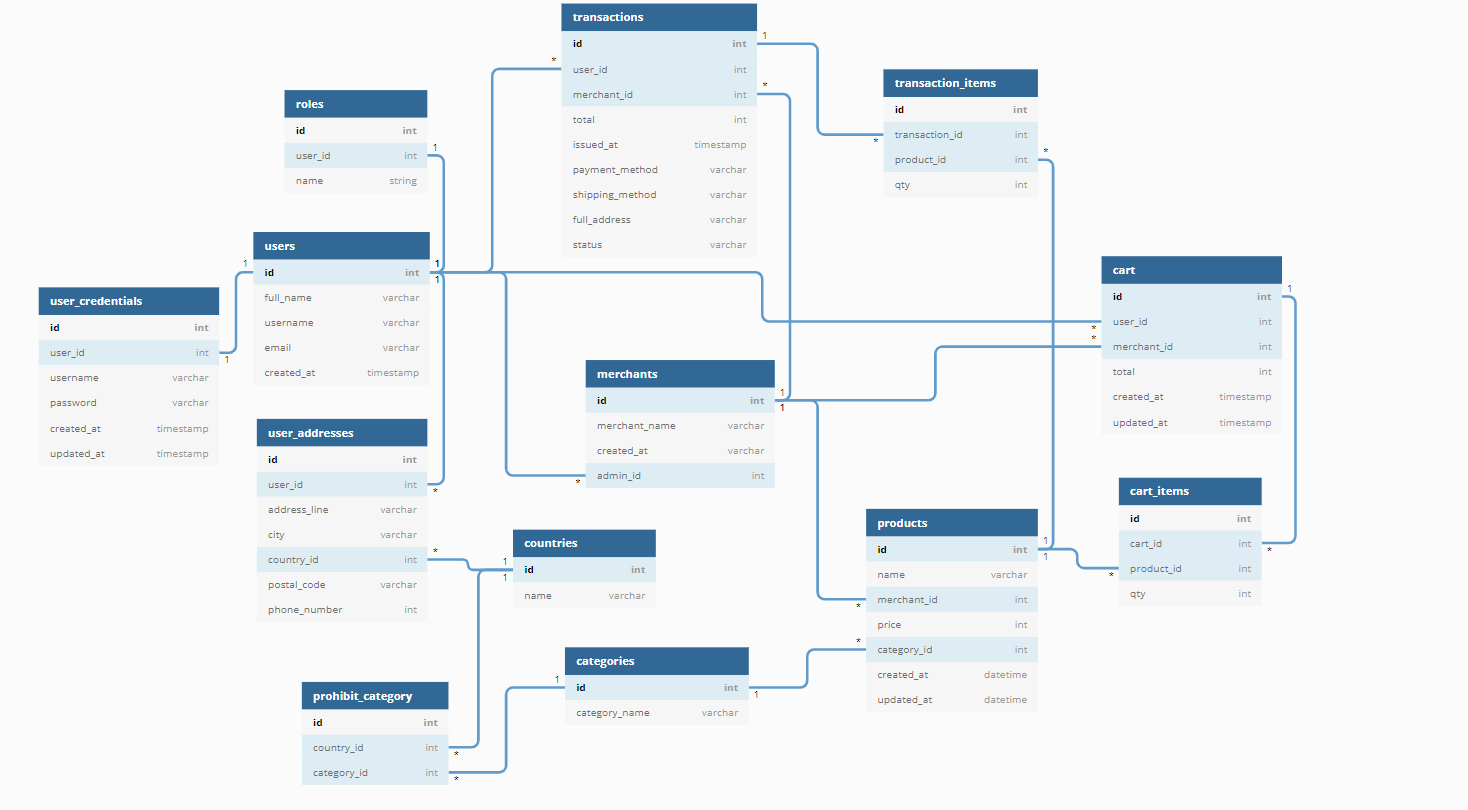 transactions
id int
user_id int
merchant_id int
total int
issued_at timestamp
payment_method varchar
shipping_method varchar
full_address varchar
status varchar
1
*
*
transaction_items
id int
transaction_id int
product_id int
qty int
*
*
roles
id int
user_id int
name string
1
users
id int
full_name varchar
username varchar
email varchar
created_at timestamp
1
1
1
user_credentials
id int
user_id int
username varchar
password varchar
created_at timestamp
updated_at timestamp
1
cart
id int
user_id int
merchant_id int
total int
created_at timestamp
updated_at timestamp
1
*
*
merchants
id int
merchant_name varchar
created_at varchar
admin_id int
1
1
*
user_addresses
id int
user_id int
address_line varchar
city varchar
country_id int
postal_code varchar
phone_number int
*
*
cart_items
id int
cart_id int
product_id int
qty int
*
*
products
id int
name varchar
merchant_id int
price int
category_id int
created_at datetime
updated_at datetime
1
1
*
*
countries
id int
name varchar
1
1
categories
id int
category_name varchar
1
1
prohibit_category
id int
country_id int
category_id int
*
*